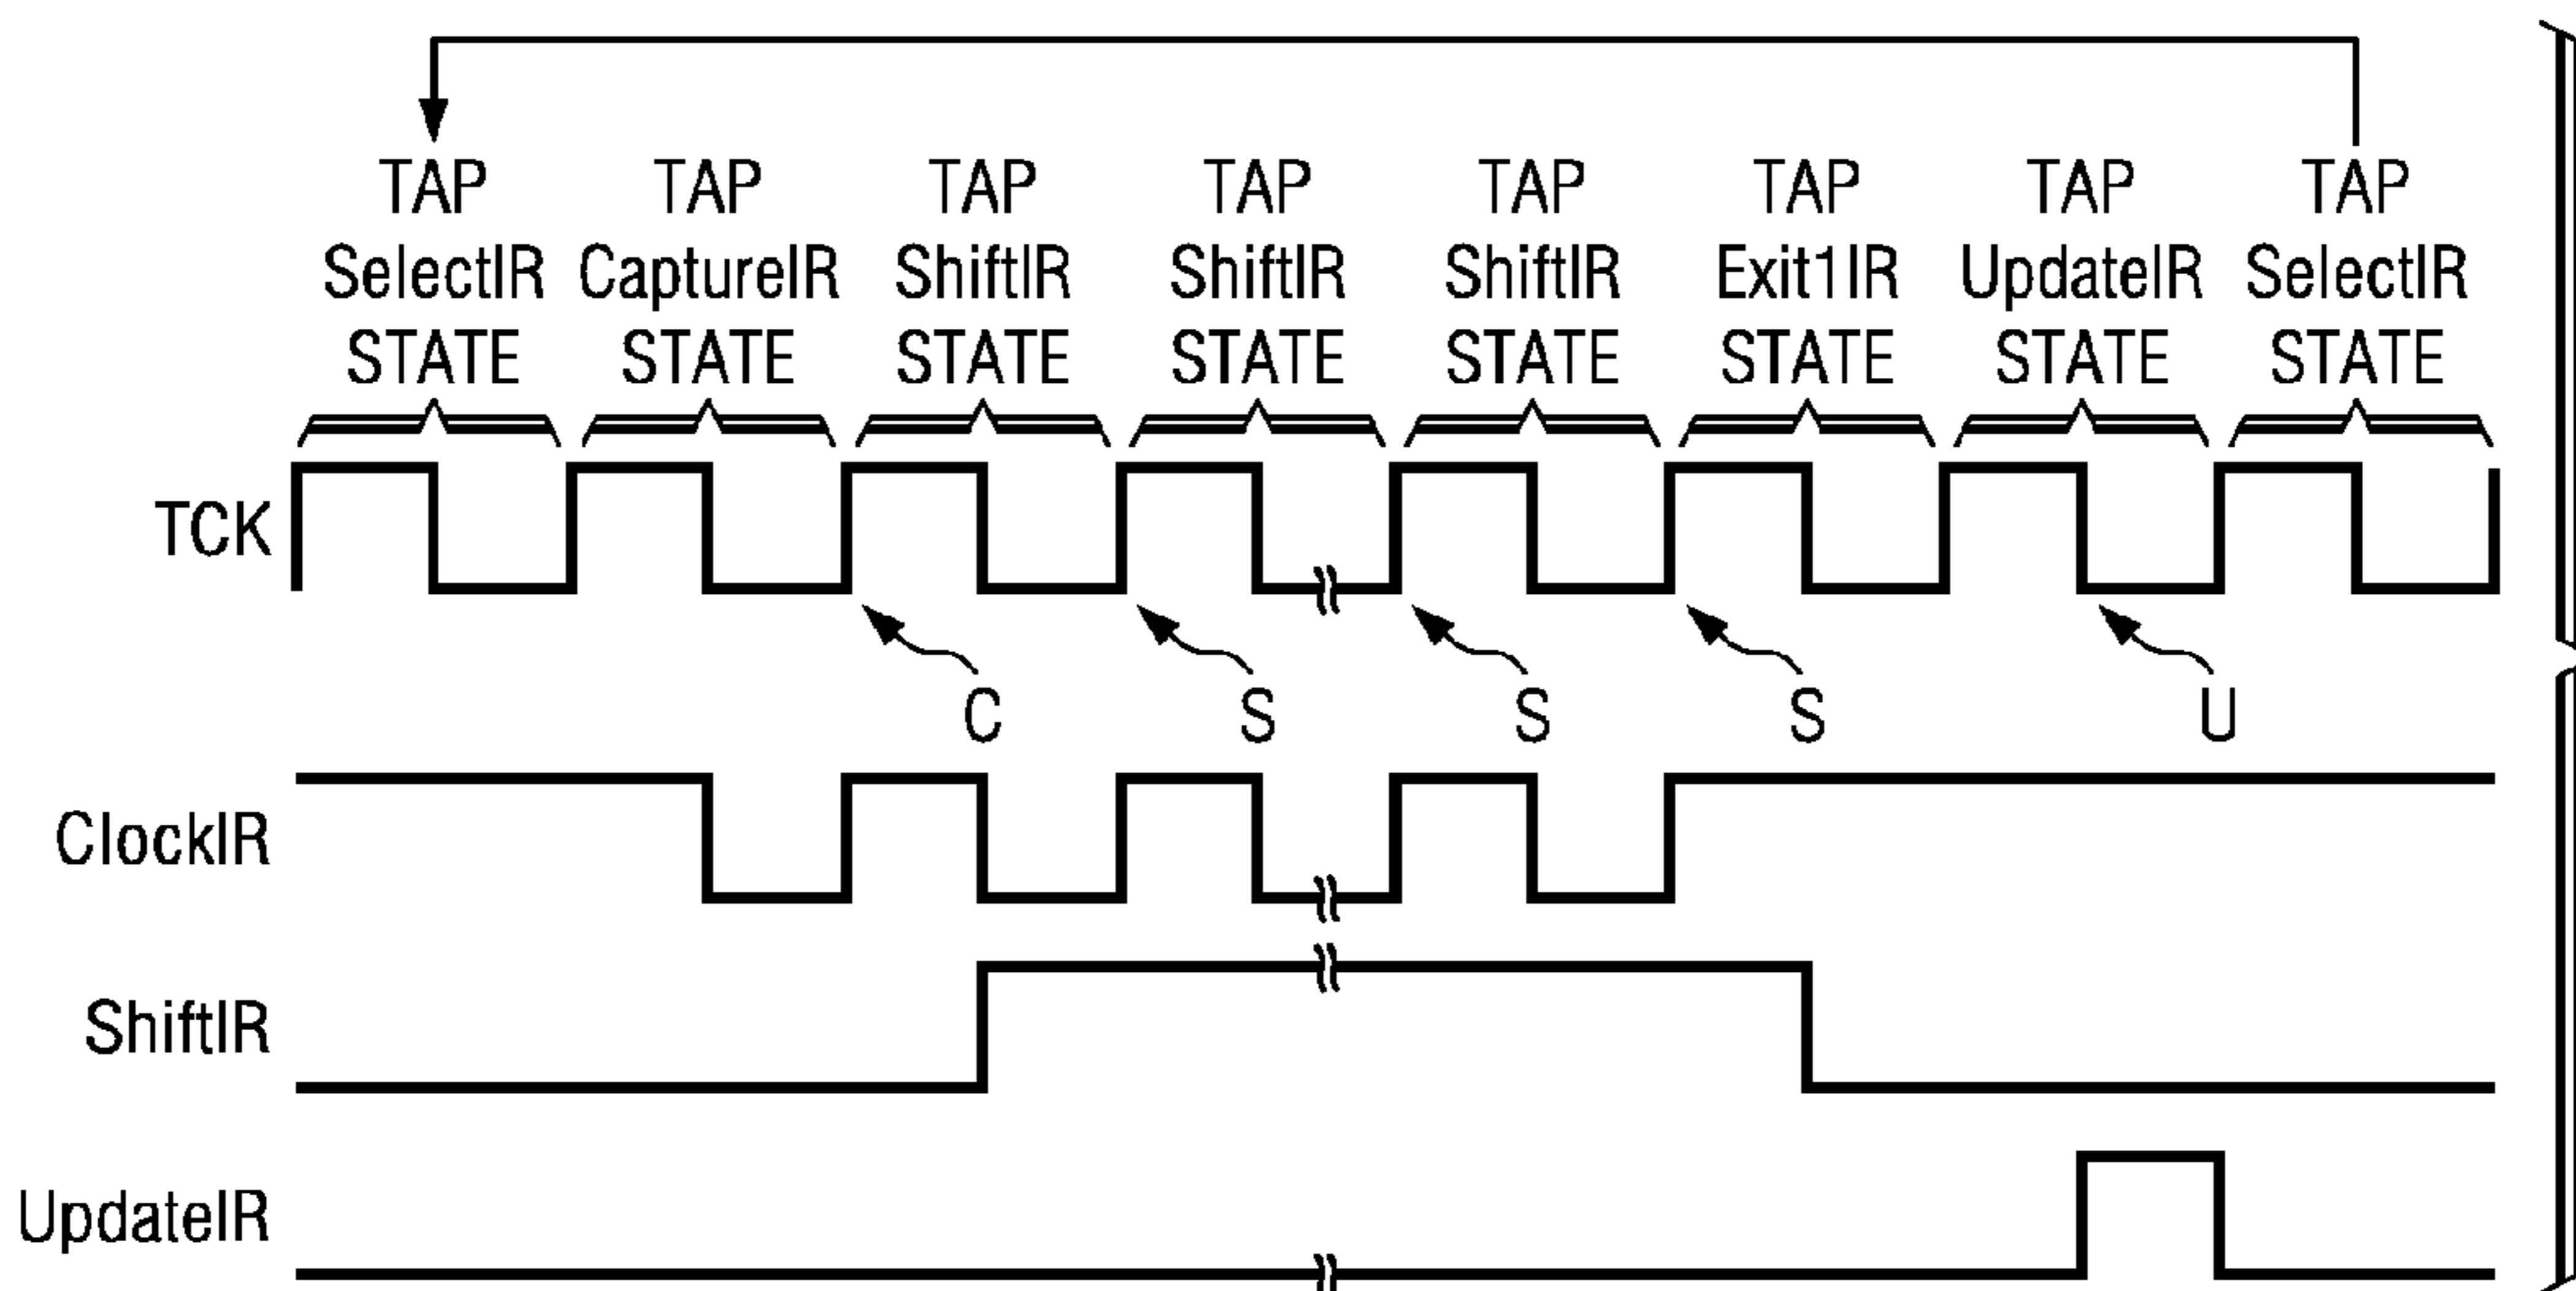 TAP TAP TAP TAP TAP TAP TAP TAP
SelectIR CaptureIR ShiftIR ShiftIR ShiftIR Exit1IR UpdateIR SelectIR
STATE STATE STATE STATE STATE STATE STATE STATE
TCK
C S S S U
ClockIR
ShiftIR
UpdateIR